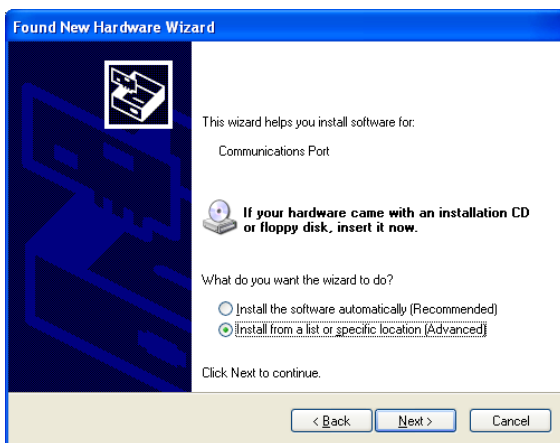 Found New Hardware Wizard
This wizard helps you install software for:
Communications Port
If your hardware came with an installation CD
or floppy disk, insert it now.
What do you want the wizard to do?
Install the software automatically (Recommended)
Install from a list or specific location (Advanced)
Click Next to continue.
< Back Next > Cancel